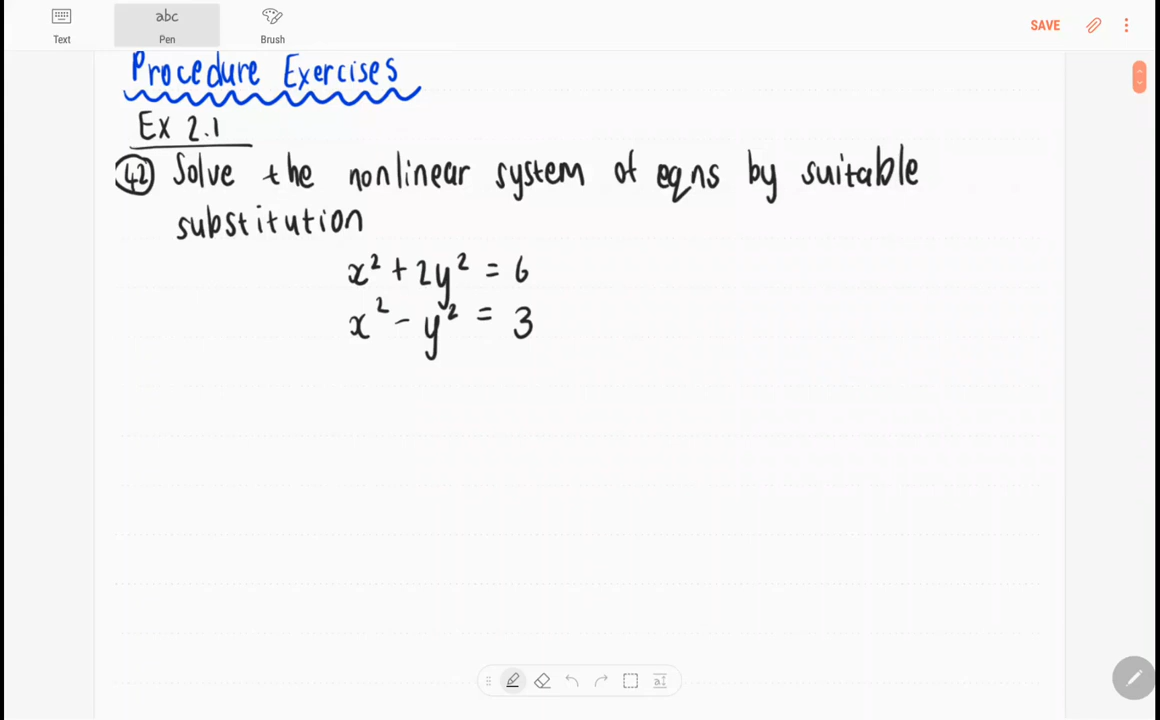 abc
SAVE
Text Pen Brush
Procedure Exercises
Ex 2.1
42 Solve the nonlinear system of eqns by suitable
substitution
x² + 2y² = 6
x² - y² = 3